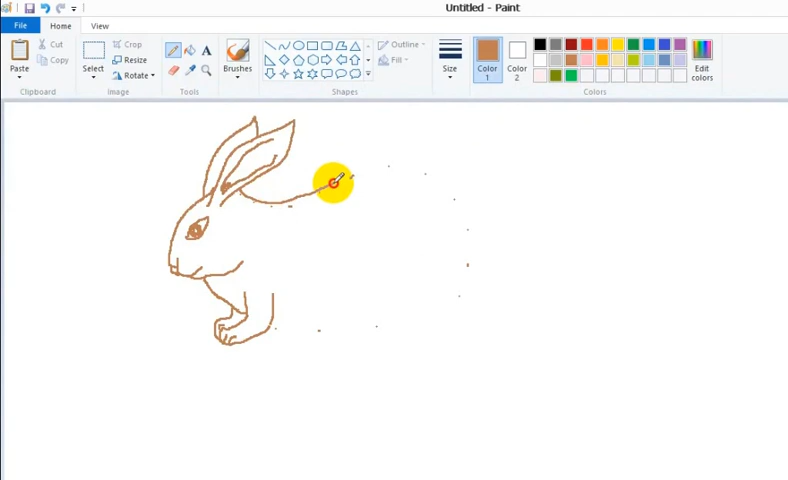 Untitled - Paint
File Home View
Paste
Cut
Copy
Clipboard
Select
Crop
Resize
Rotate
Image
A
Tools
Brushes
Shapes
Outline
Fill
Size
Color
1
Color
2
Edit
colors
Colors